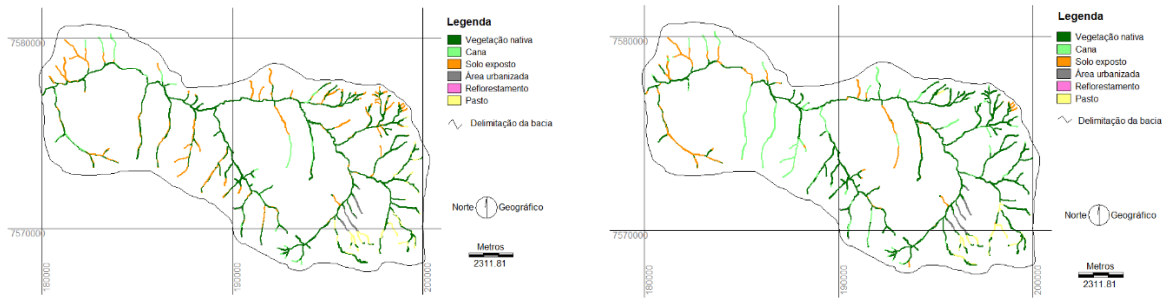 Legenda
Vegetação nativa
Cana
Solo exposto
Área urbanizada
Reflorestamento
Pasto
Delimitação da bacia
Norte Geográfico
Metros
2311.81
7580000
7570000
180000
190000
200000
Legenda
Vegetação nativa
Cana
Solo exposto
Área urbanizada
Reflorestamento
Pasto
Delimitação da bacia
Norte Geográfico
Metros
2311.81
7580000
7570000
180000
190000
200000